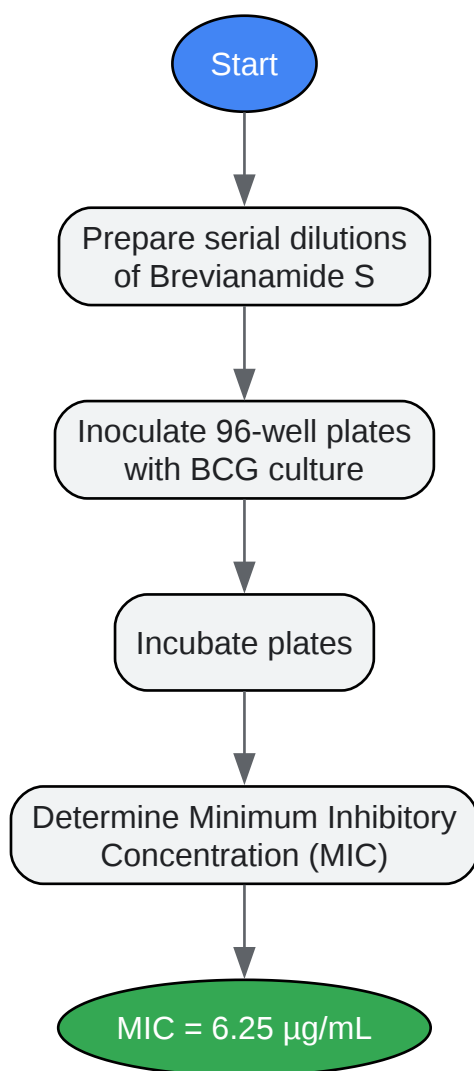 Start
Prepare serial dilutions
of Brevianamide S
Inoculate 96-well plates
with BCG culture
Incubate plates
Determine Minimum Inhibitory
Concentration (MIC)
MIC = 6.25 µg/mL